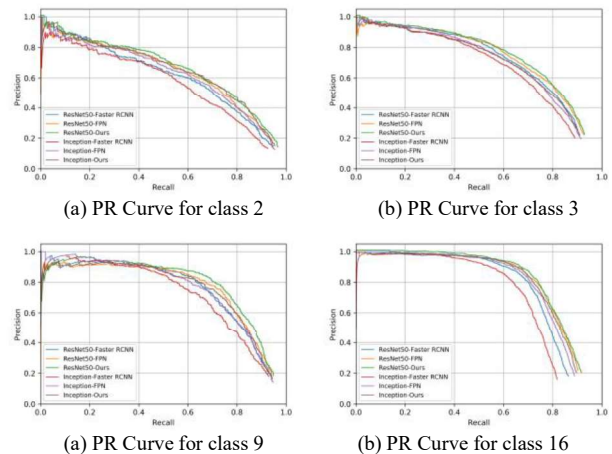 1.0
0.8
0.6
0.4
0.2
0.0
Precision
ResNet50-Faster RCNN
ResNet50-FPN
ResNet50-Ours
Inception-Faster RCNN
Inception-FPN
Inception-Ours
0.0 0.2 0.4 0.6 0.8 1.0
Recall
(a) PR Curve for class 2
1.0
0.8
0.6
0.4
0.2
0.0
Precision
ResNet50-Faster RCNN
ResNet50-FPN
ResNet50-Ours
Inception-Faster RCNN
Inception-FPN
Inception-Ours
0.0 0.2 0.4 0.6 0.8 1.0
Recall
(b) PR Curve for class 3
1.0
0.8
0.6
0.4
0.2
0.0
Precision
ResNet50-Faster RCNN
ResNet50-FPN
ResNet50-Ours
Inception-Faster RCNN
Inception-FPN
Inception-Ours
0.0 0.2 0.4 0.6 0.8 1.0
Recall
(a) PR Curve for class 9
1.0
0.8
0.6
0.4
0.2
0.0
Precision
ResNet50-Faster RCNN
ResNet50-FPN
ResNet50-Ours
Inception-Faster RCNN
Inception-FPN
Inception-Ours
0.0 0.2 0.4 0.6 0.8 1.0
Recall
(b) PR Curve for class 16